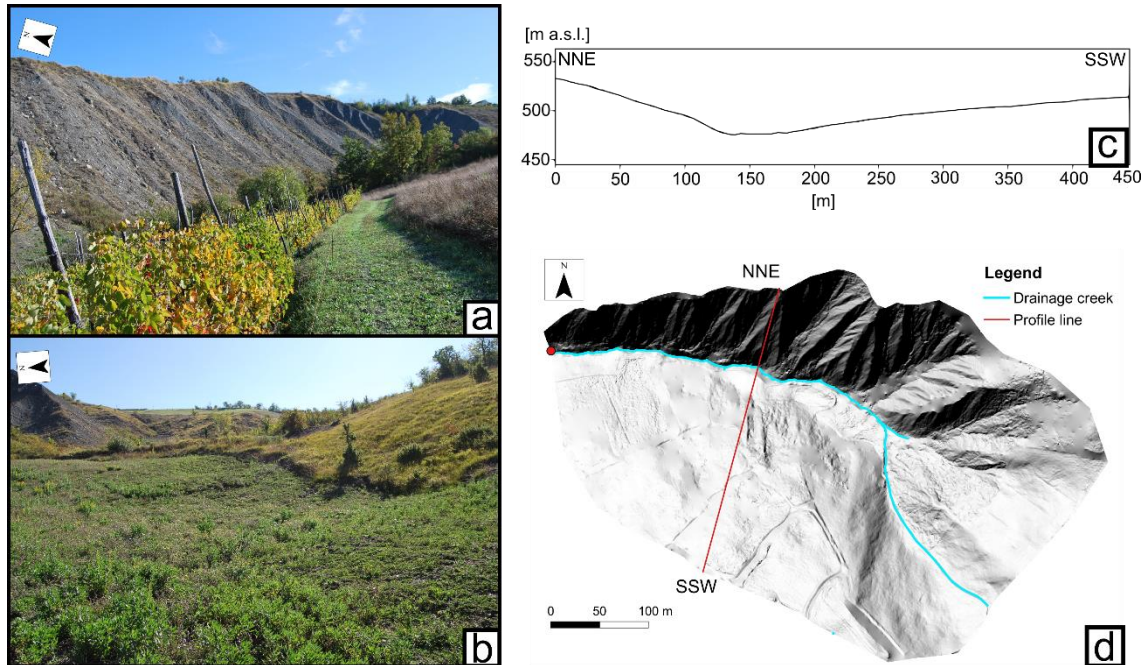 N
a
N
b
[m a.s.l.]
550
NNE
SSW
500
450
0 50 100 150 200 250 300 350 400 450
[m]
c
N
NNE
Legend
Drainage creek
Profile line
SSW
0 50 100 m
d